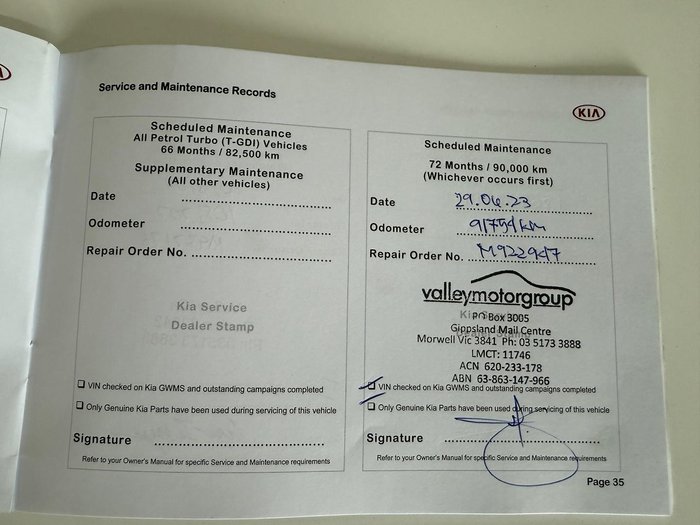 Service and Maintenance Records
KIA
Scheduled Maintenance
All Petrol Turbo (T-GDI) Vehicles
66 Months / 82,500 km
Supplementary Maintenance
(All other vehicles)
Date
Odometer
Repair Order No.
Kia Service
Dealer Stamp
VIN checked on Kia GWMS and outstanding campaigns completed
Only Genuine Kia Parts have been used during servicing of this vehicle
Signature
Refer to your Owner's Manual for specific Service and Maintenance requirements
Scheduled Maintenance
72 Months / 90,000 km
(Whichever occurs first)
Date
Odometer 91754km
Repair Order No. M922947
valleymotorgroup
PO Box 3005
Gippsland Mail Centre
Morwell Vic 3841 Ph: 03 5173 3888
LMCT: 11746
ACN 620-233-178
ABN 63-863-147-966
VIN checked on Kia GWMS and outstanding campaigns completed
Only Genuine Kia Parts have been used during servicing of this vehicle
Signature
Refer to your Owner's Manual for specific Service and Maintenance requirements
Page 35